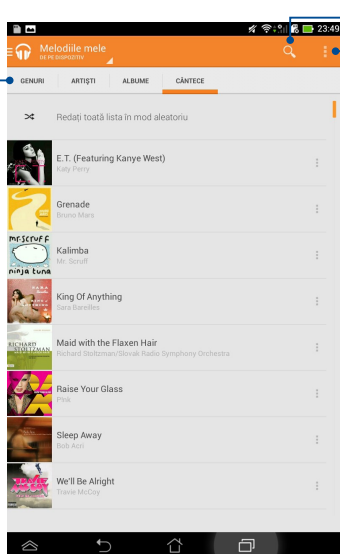 23:49
Melodiile mele
DE PE DISPOZITIV
GENURI ARTIȘTI ALBUME CÂNTECE
Redați toată lista în mod aleatoriu
E.T. (Featuring Kanye West)
Katy Perry
Grenade
Bruno Mars
mr.scruff
Kalimba
Mr. Scruff
ninja tuna
King Of Anything
Sara Bareilles
RICHARD
STOLTZMAN
Maid with the Flaxen Hair
Richard Stoltzman/Slovak Radio Symphony Orchestra
Raise Your Glass
P!nk
Sleep Away
Bob Acri
We'll Be Alright
Travie McCoy